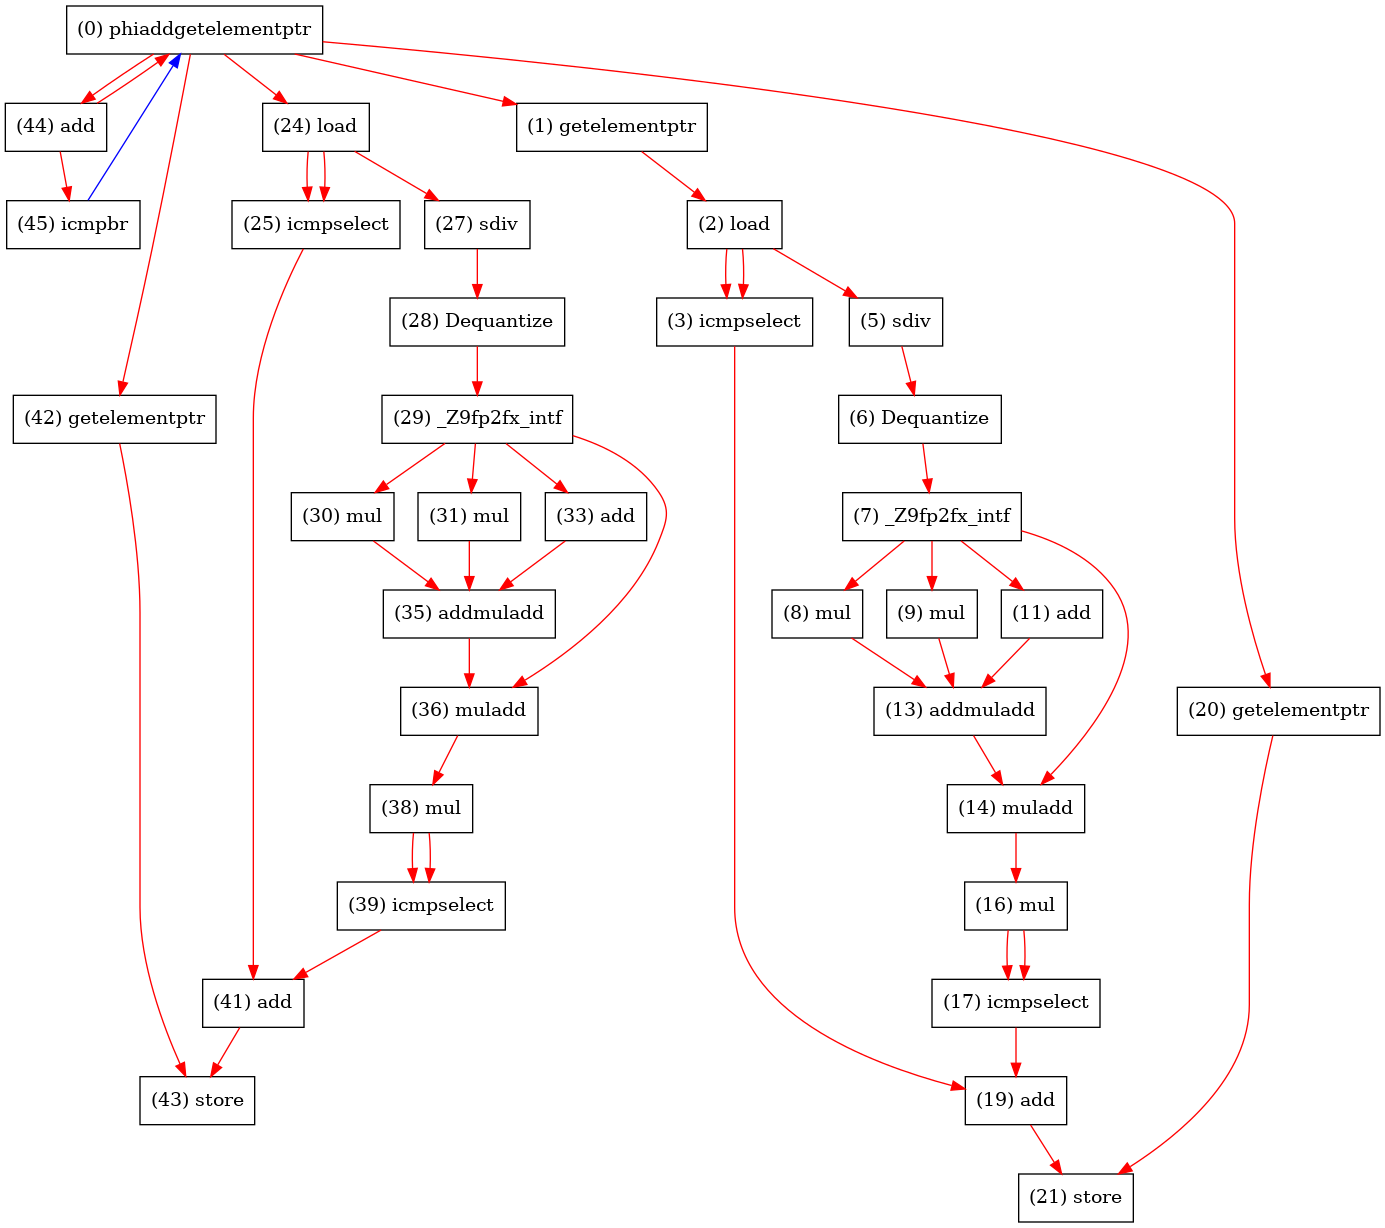 (0) phiaddgetelementptr
(44) add
(24) load
(1) getelementptr
(45) icmpbr
(25) icmpselect
(27) sdiv
(2) load
(28) Dequantize
(3) icmpselect
(5) sdiv
(42) getelementptr
(29) _Z9fp2fx_intf
(6) Dequantize
(30) mul
(31) mul
(33) add
(7) _Z9fp2fx_intf
(35) addmuladd
(8) mul
(9) mul
(11) add
(36) muladd
(13) addmuladd
(20) getelementptr
(38) mul
(14) muladd
(39) icmpselect
(16) mul
(41) add
(17) icmpselect
(43) store
(19) add
(21) store